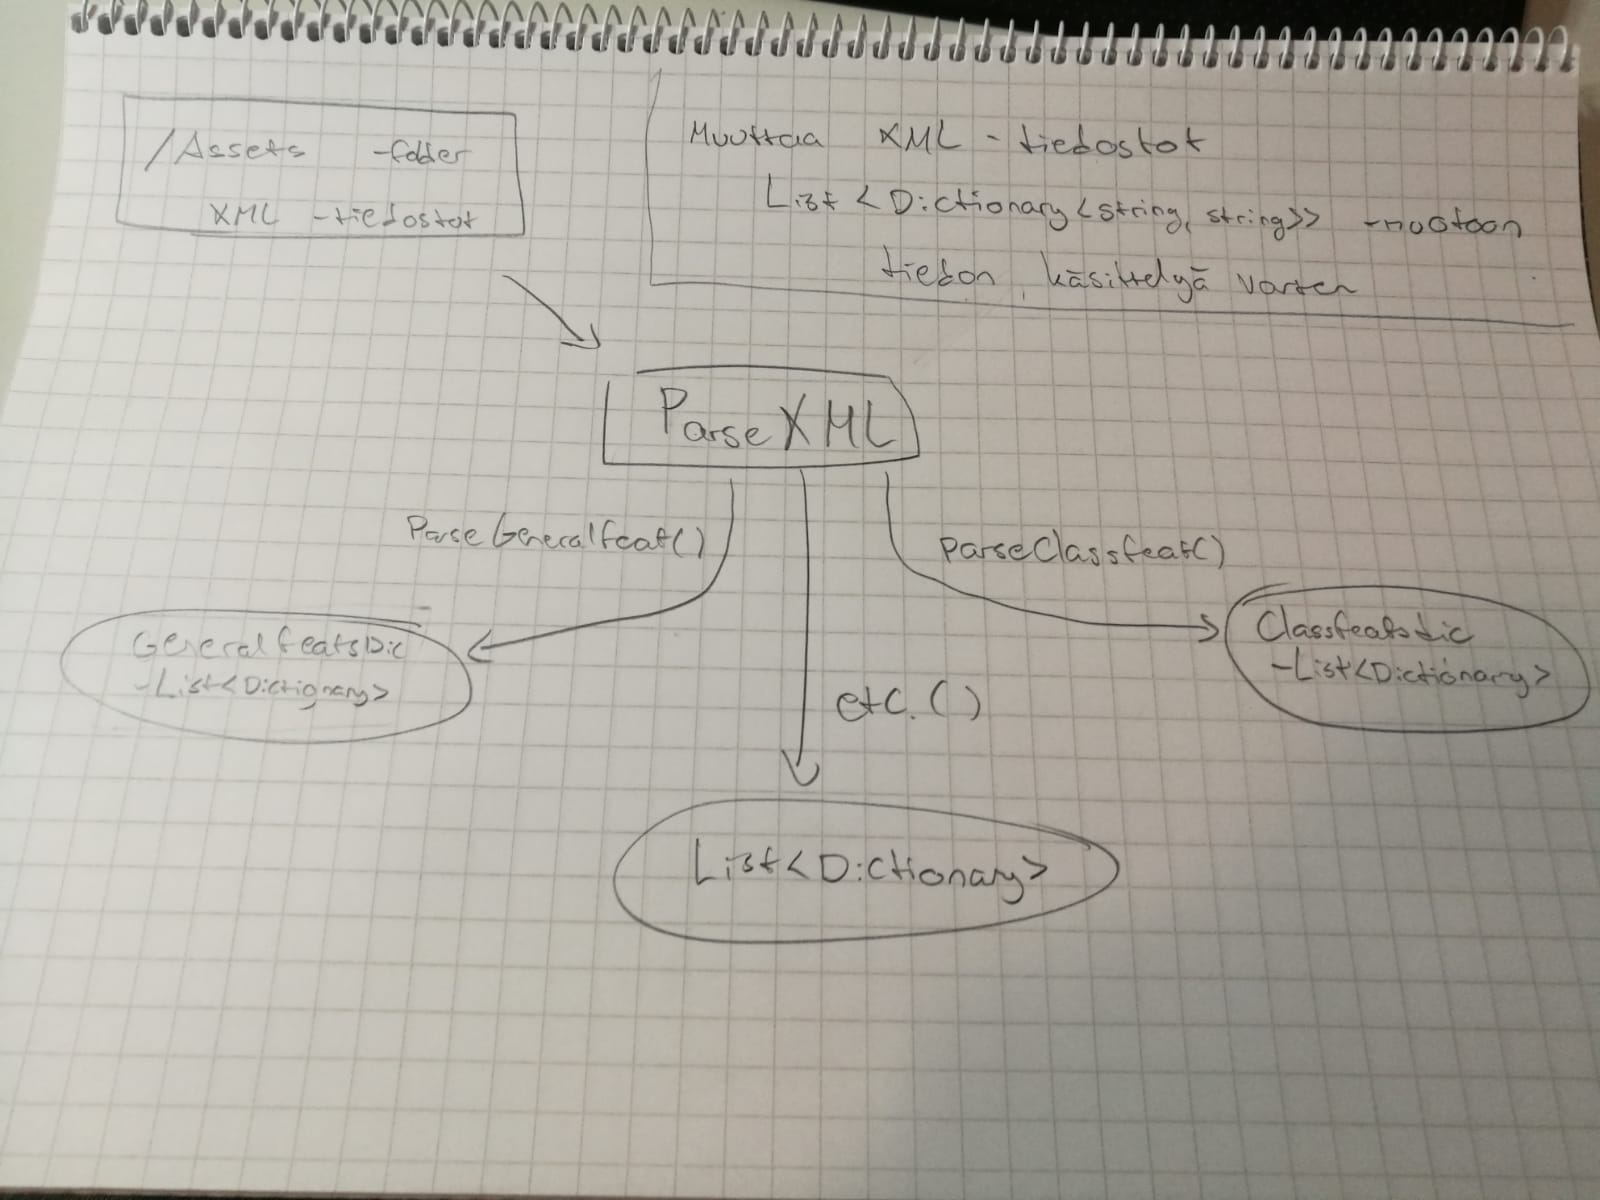 /Assets -folder
XML -tiedostot
Muuttaa XML -tiedostot
List<Dictionary<string, string>> -muotoon
tiedon käsittelyä varten
ParseXML
ParseGeneralfeat()
ParseClassfeat()
GeneralfeatsDic
-List<Dictionary>
Classfeatsdic
-List<Dictionary>
etc.()
List<Dictionary>